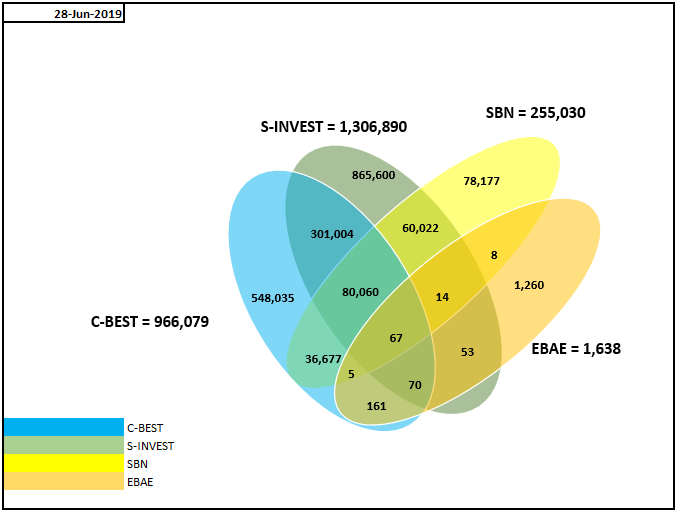 28-Jun-2019
SBN = 255,030
S-INVEST = 1,306,890
865,600
78,177
60,022
301,004
8
1,260
80,060
14
548,035
C-BEST = 966,079
67
EBAE = 1,638
53
36,677
5
70
161
C-BEST
S-INVEST
SBN
EBAE